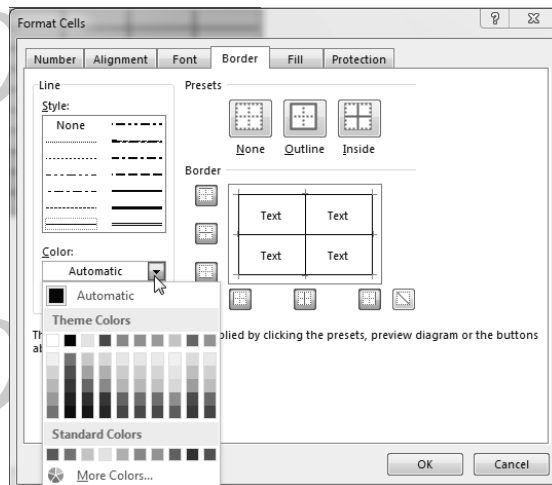 Format Cells
Number Alignment Font Border Fill Protection
Line
Presets
Style:
None
None Outline Inside
Border
Text Text
Text Text
Color:
Automatic
Automatic
Theme Colors
plied by clicking the presets, preview diagram or the buttons
Standard Colors
More Colors...
OK Cancel